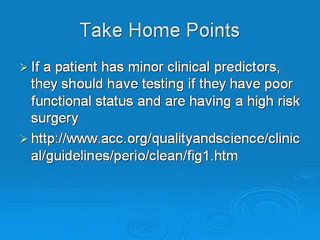 Take Home Points
If a patient has minor clinical predictors,
they should have testing if they have poor
functional status and are having a high risk
surgery
http://www.acc.org/qualityandscience/clinic
al/guidelines/perio/clean/fig1.htm